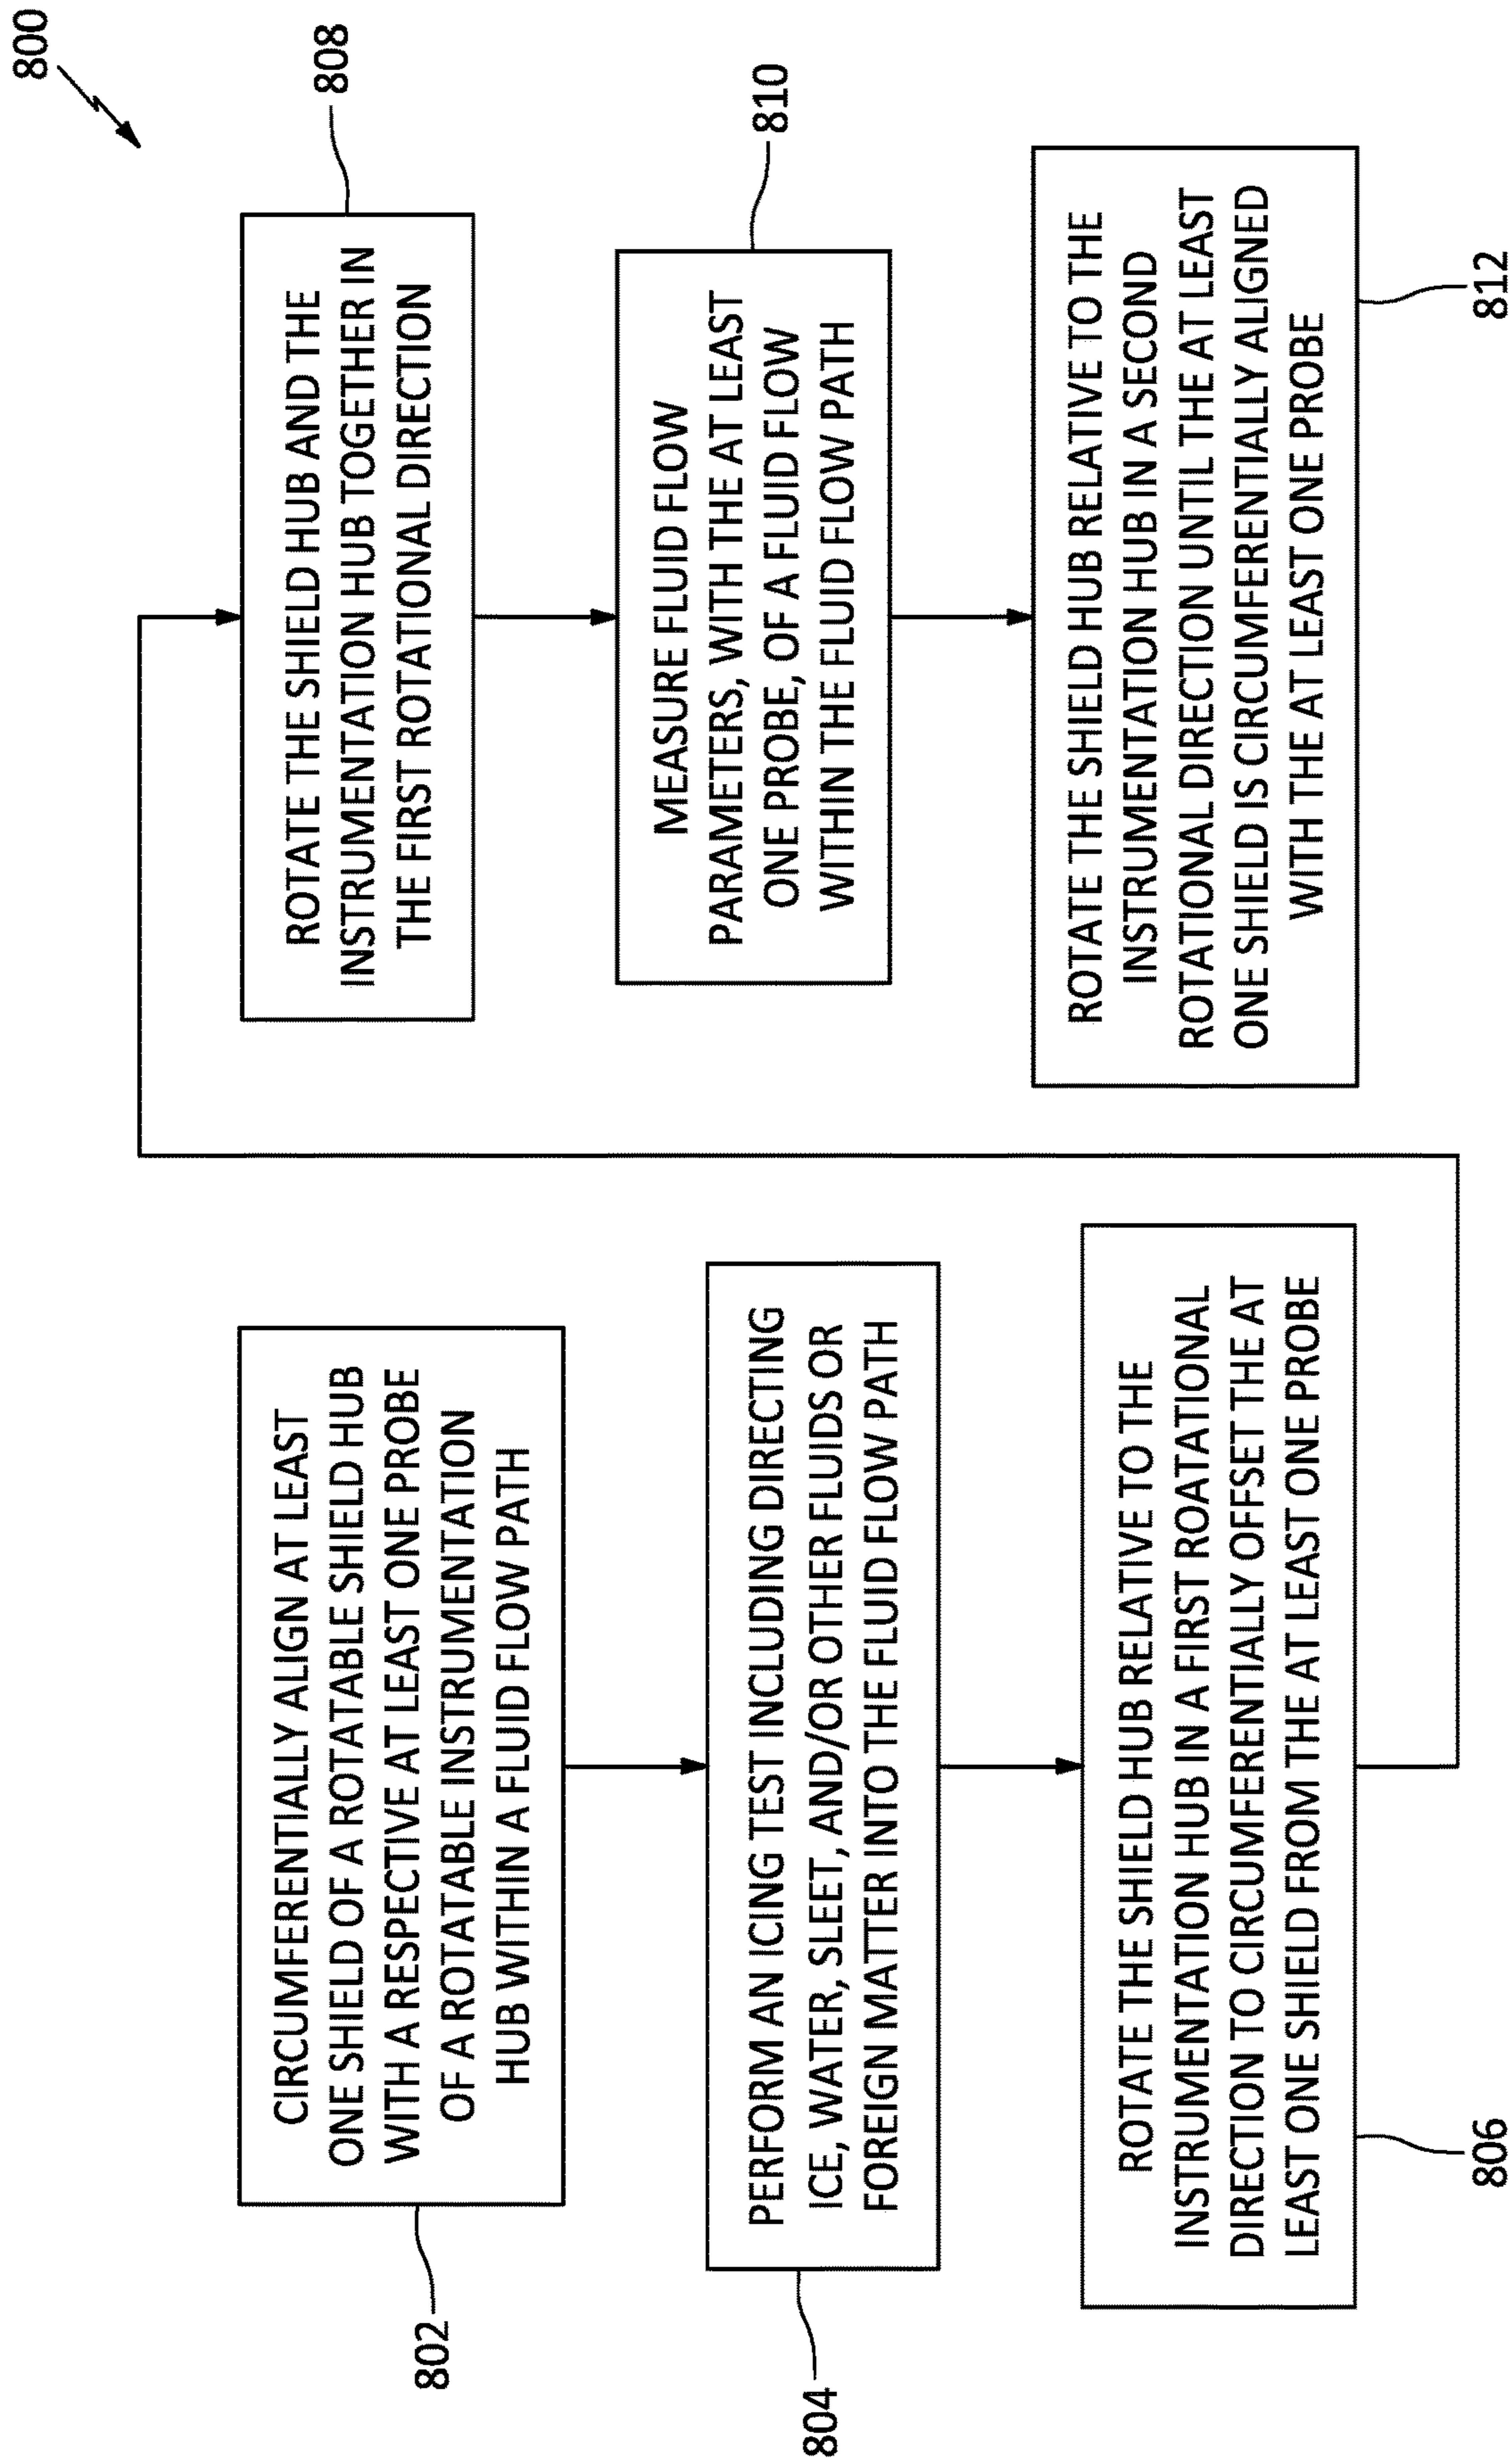 800
CIRCUMFERENTIALLY ALIGN AT LEAST
ONE SHIELD OF A ROTATABLE SHIELD HUB
WITH A RESPECTIVE AT LEAST ONE PROBE
OF A ROTATABLE INSTRUMENTATION
HUB WITHIN A FLUID FLOW PATH
802
PERFORM AN ICING TEST INCLUDING DIRECTING
ICE, WATER, SLEET, AND/OR OTHER FLUIDS OR
FOREIGN MATTER INTO THE FLUID FLOW PATH
804
ROTATE THE SHIELD HUB RELATIVE TO THE
INSTRUMENTATION HUB IN A FIRST ROATATIONAL
DIRECTION TO CIRCUMFERENTIALLY OFFSET THE AT
LEAST ONE SHIELD FROM THE AT LEAST ONE PROBE
806
ROTATE THE SHIELD HUB AND THE
INSTRUMENTATION HUB TOGETHER IN
THE FIRST ROTATIONAL DIRECTION
808
MEASURE FLUID FLOW
PARAMETERS, WITH THE AT LEAST
ONE PROBE, OF A FLUID FLOW
WITHIN THE FLUID FLOW PATH
810
ROTATE THE SHIELD HUB RELATIVE TO THE
INSTRUMENTATION HUB IN A SECOND
ROTATIONAL DIRECTION UNTIL THE AT LEAST
ONE SHIELD IS CIRCUMFERENTIALLY ALIGNED
WITH THE AT LEAST ONE PROBE
812